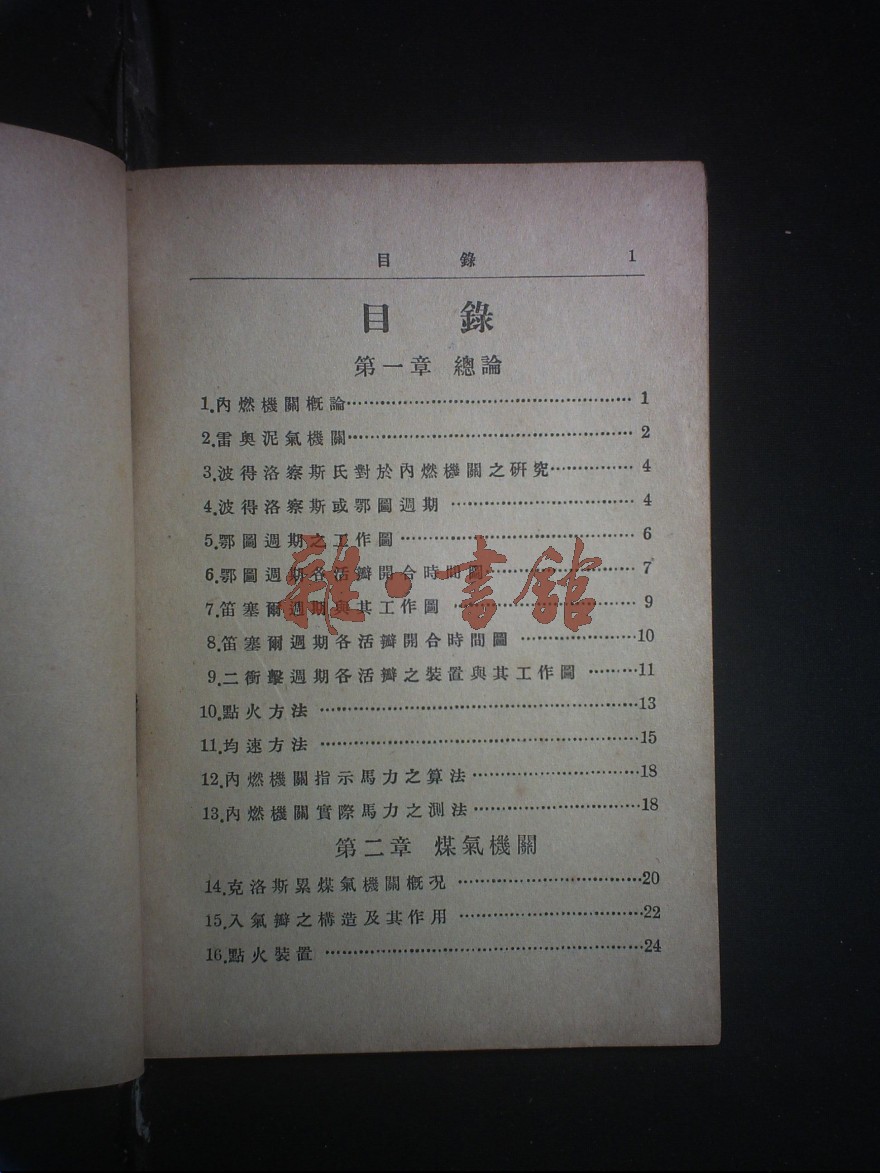 目錄 1
目錄
第一章 總論
1.內燃機關概論 1
2.雷奧泥氣機關 2
3.波得洛察斯氏對於內燃機關之研究 4
4.波得洛察斯或鄂圖週期 4
5.鄂圖週期之工作圖 6
6.鄂圖週期各活瓣開合時間圖 7
7.笛塞爾週期與其工作圖 9
8.笛塞爾週期各活瓣開合時間圖 10
9.二衝擊週期各活瓣之裝置與其工作圖 11
10.點火方法 13
11.均速方法 15
12.內燃機關指示馬力之算法 18
13.內燃機關實際馬力之測法 18
第二章 煤氣機關
14.克洛斯累煤氣機關概况 20
15.入氣瓣之構造及其作用 22
16.點火裝置 24
雜·書館